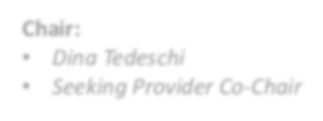 Chair:
• Dina Tedeschi
• Seeking Provider Co-Chair